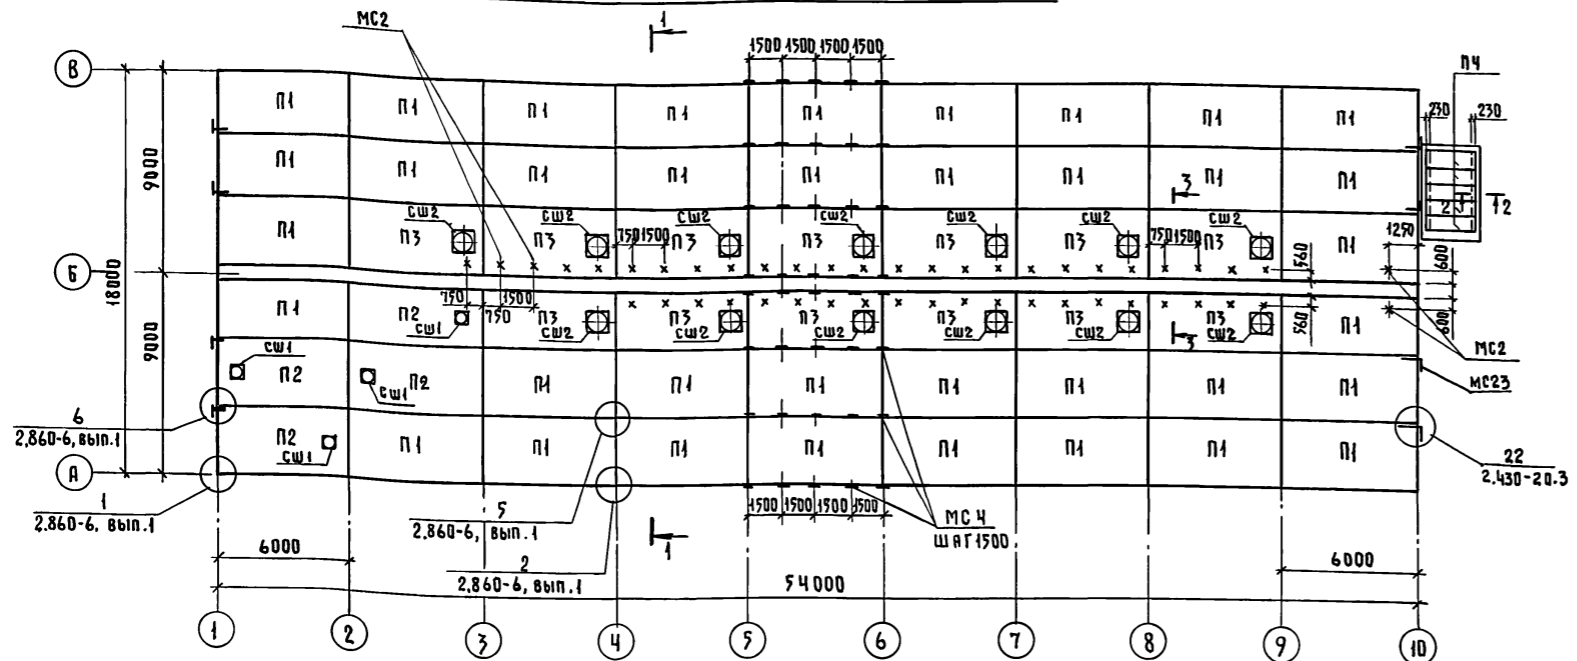 МС2
1
1500 1500 1500 1500
П4
В
230 230
П1 П1 П1 П1 П1 П1 П1 П1 П1
9000
П1 П1 П1 П1 П1 П1 П1 П1 П1
3
2 2
СШ2 СШ2 СШ2 СШ2 СШ2 СШ2 СШ2
П1 П3 П3 П3 П3 П3 П3 П3 П1
750 1500 750 1500
1250
560 600
Б
18000
750 750 1500
П1 П2 П3 П3 П3 П3 П3 П3 П1
СШ1 СШ2 СШ2 СШ2 СШ2 СШ2 СШ2
560 600
9000
3
МС2
СШ1
П2 П2 П1 П1 П1 П1 П1 П1 П1
СШ1
МС23
6
2.860-6, вып.1
П2 П1 П1 П1 П1 П1 П1 П1 П1
СШ1
А
22
2.430-20.3
1
2.860-6, вып.1
5
2.860-6, вып.1
1500 1500 1500 1500
МС4
ШАГ 1500
1
2
2.860-6, вып.1
6000
6000
54000
1 2 3 4 5 6 7 8 9 10